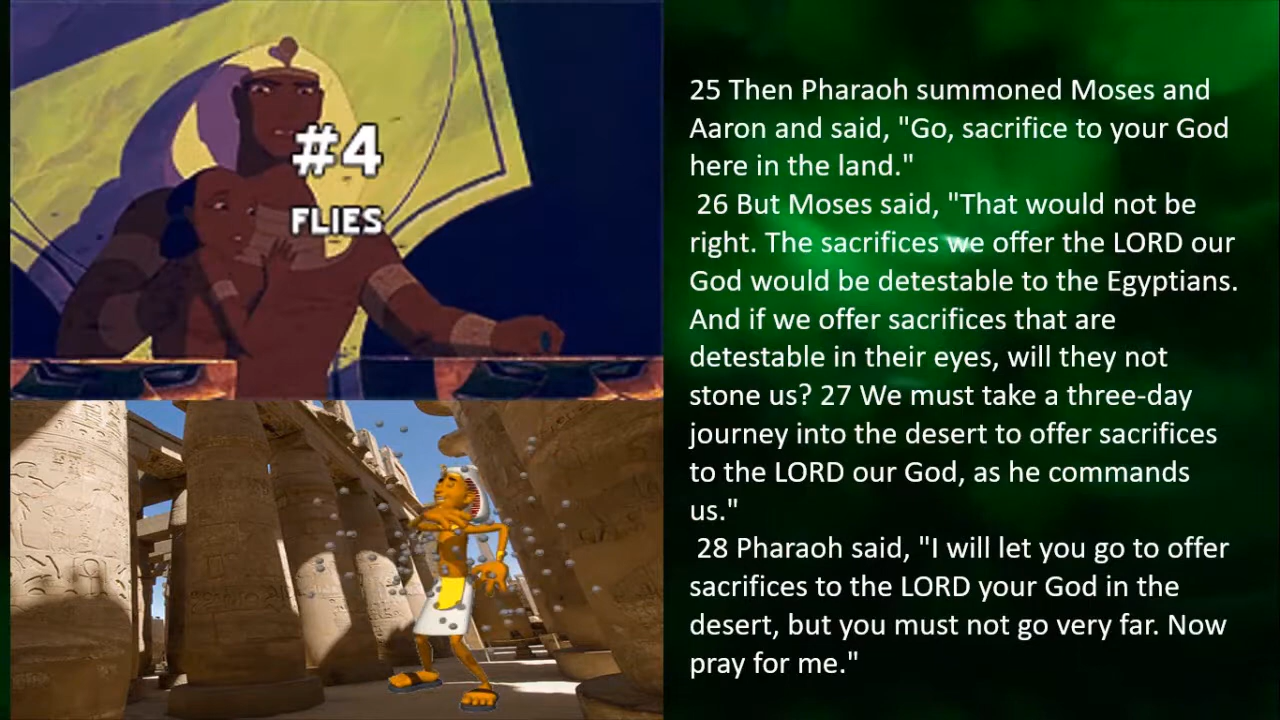 #4
FLIES
25 Then Pharaoh summoned Moses and
Aaron and said, "Go, sacrifice to your God
here in the land."
26 But Moses said, "That would not be
right. The sacrifices we offer the LORD our
God would be detestable to the Egyptians.
And if we offer sacrifices that are
detestable in their eyes, will they not
stone us? 27 We must take a three-day
journey into the desert to offer sacrifices
to the LORD our God, as he commands
us."
28 Pharaoh said, "I will let you go to offer
sacrifices to the LORD your God in the
desert, but you must not go very far. Now
pray for me."